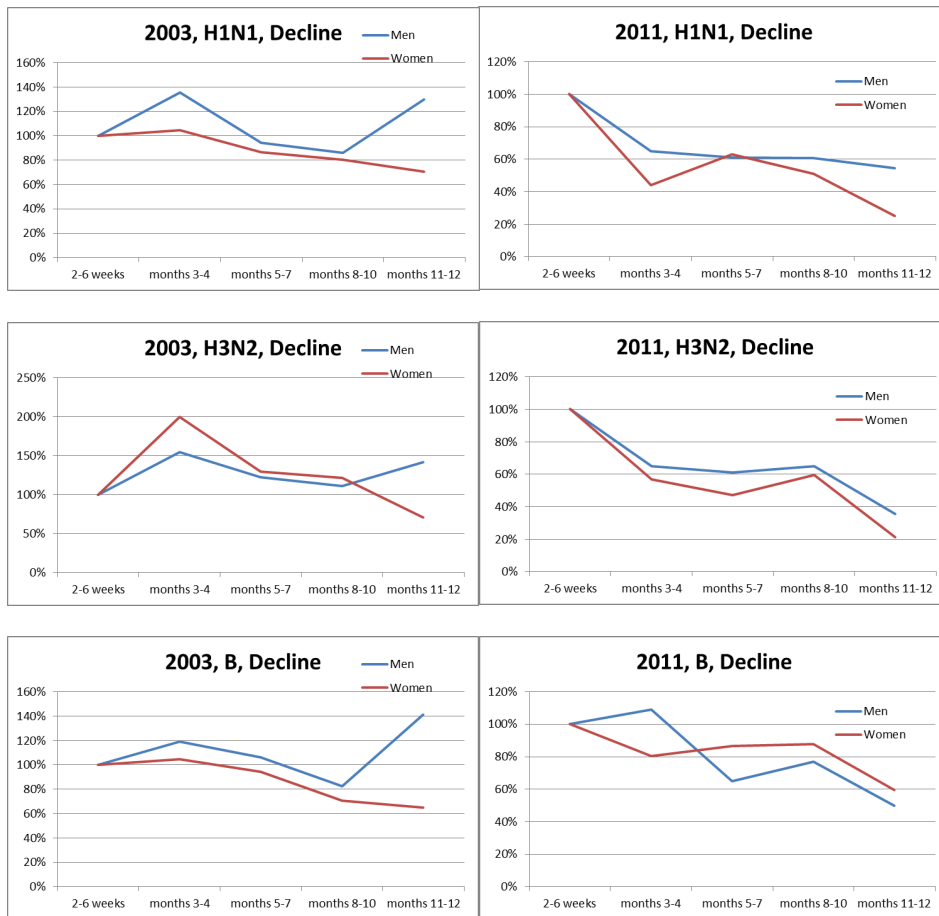 2003, H1N1, Decline
Men
Women
160%
140%
120%
100%
80%
60%
40%
20%
0%
2-6 weeks months 3-4 months 5-7 months 8-10 months 11-12
2011, H1N1, Decline
Men
Women
120%
100%
80%
60%
40%
20%
0%
2-6 weeks months 3-4 months 5-7 months 8-10 months 11-12
2003, H3N2, Decline
Men
Women
250%
200%
150%
100%
50%
0%
2-6 weeks months 3-4 months 5-7 months 8-10 months 11-12
2011, H3N2, Decline
Men
Women
120%
100%
80%
60%
40%
20%
0%
2-6 weeks months 3-4 months 5-7 months 8-10 months 11-12
2003, B, Decline
Men
Women
160%
140%
120%
100%
80%
60%
40%
20%
0%
2-6 weeks months 3-4 months 5-7 months 8-10 months 11-12
2011, B, Decline
Men
Women
120%
100%
80%
60%
40%
20%
0%
2-6 weeks months 3-4 months 5-7 months 8-10 months 11-12